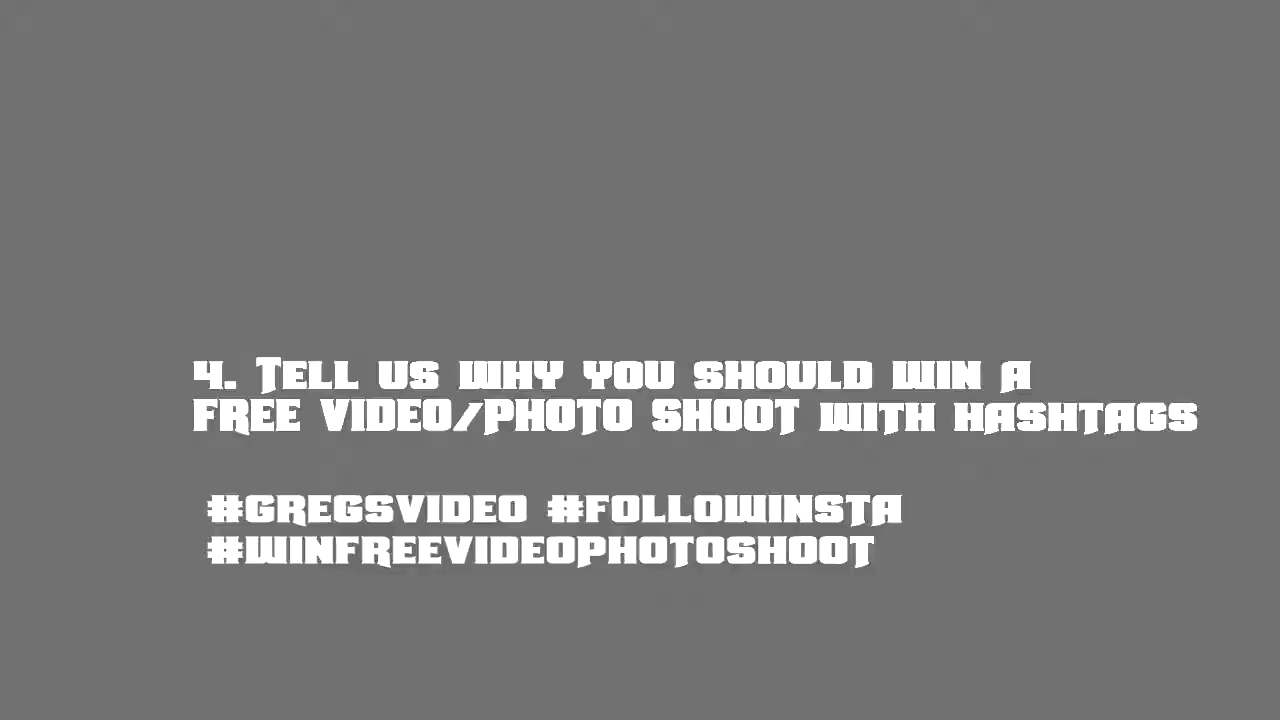 4. Tell us why you should win a
FREE VIDEO/PHOTO SHOOT with hashtags
#gregsvideo #followinsta
#winfreevideophotoshoot